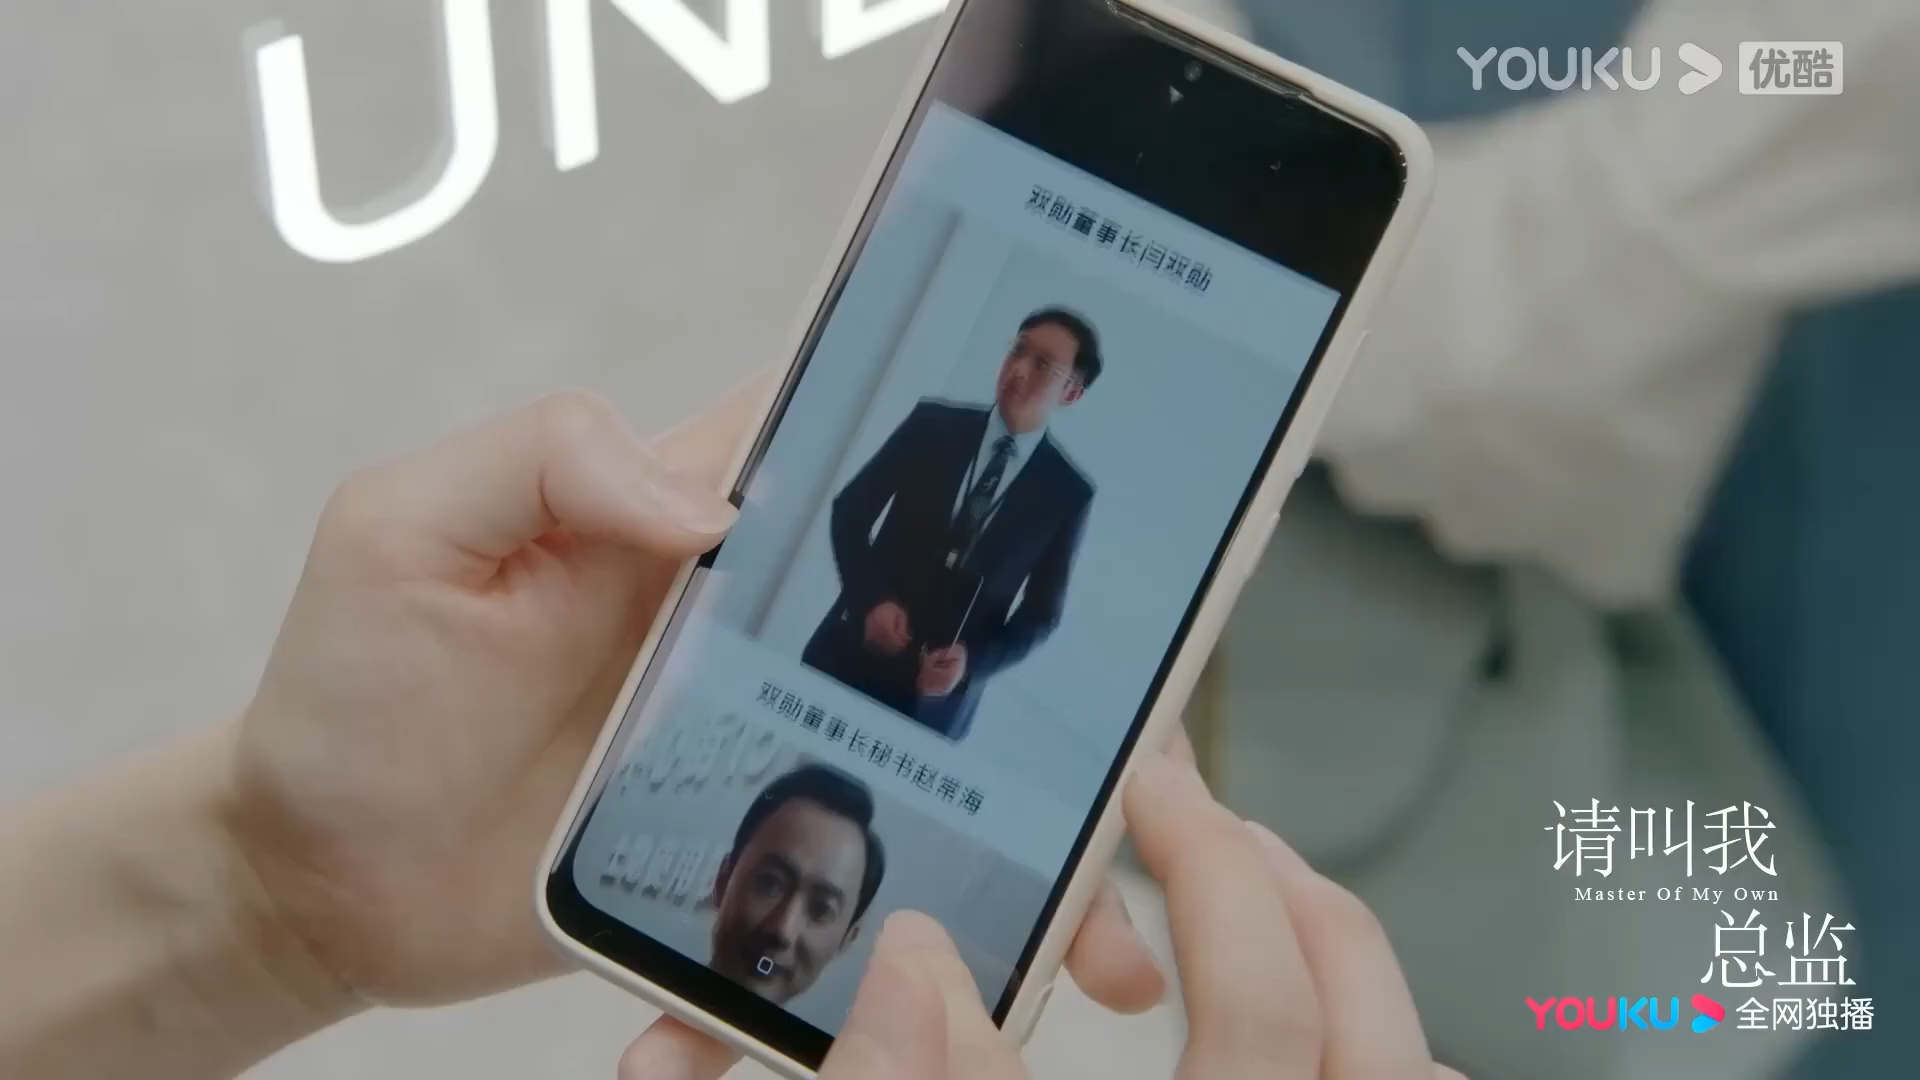 UNE
YOUKU 优酷
双勋董事长闫双勋
双勋董事长秘书赵常海
请叫我
Master Of My Own
总监
YOUKU 全网独播